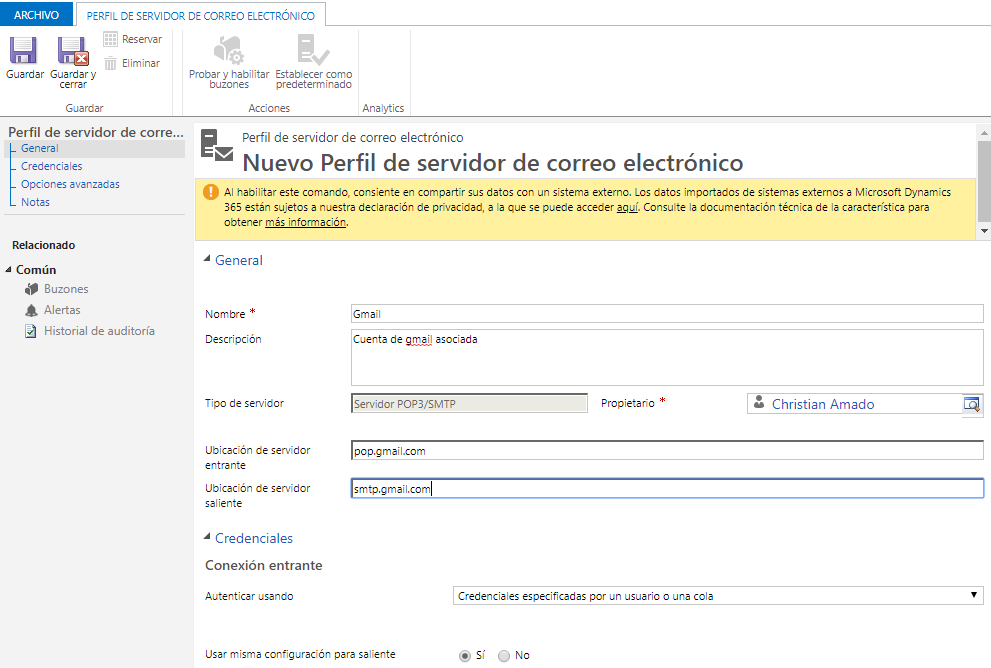 ARCHIVO
PERFIL DE SERVIDOR DE CORREO ELECTRÓNICO
Guardar
Guardar y
cerrar
Reservar
Eliminar
Guardar
Probar y habilitar
buzones
Establecer como
predeterminado
Acciones
Analytics
Perfil de servidor de corre...
General
Credenciales
Opciones avanzadas
Notas
Relacionado
Común
Buzones
Alertas
Historial de auditoría
Perfil de servidor de correo electrónico
Nuevo Perfil de servidor de correo electrónico
Al habilitar este comando, consiente en compartir sus datos con un sistema externo. Los datos importados de sistemas externos a Microsoft Dynamics
365 están sujetos a nuestra declaración de privacidad, a la que se puede acceder aquí. Consulte la documentación técnica de la característica para
obtener más información.
General
Nombre *
Gmail
Descripción
Cuenta de gmail asociada
Tipo de servidor
Servidor POP3/SMTP
Propietario *
Christian Amado
Ubicación de servidor
entrante
pop.gmail.com
Ubicación de servidor
saliente
smtp.gmail.com
Credenciales
Conexión entrante
Autenticar usando
Credenciales especificadas por un usuario o una cola
Usar misma configuración para saliente
Sí
No